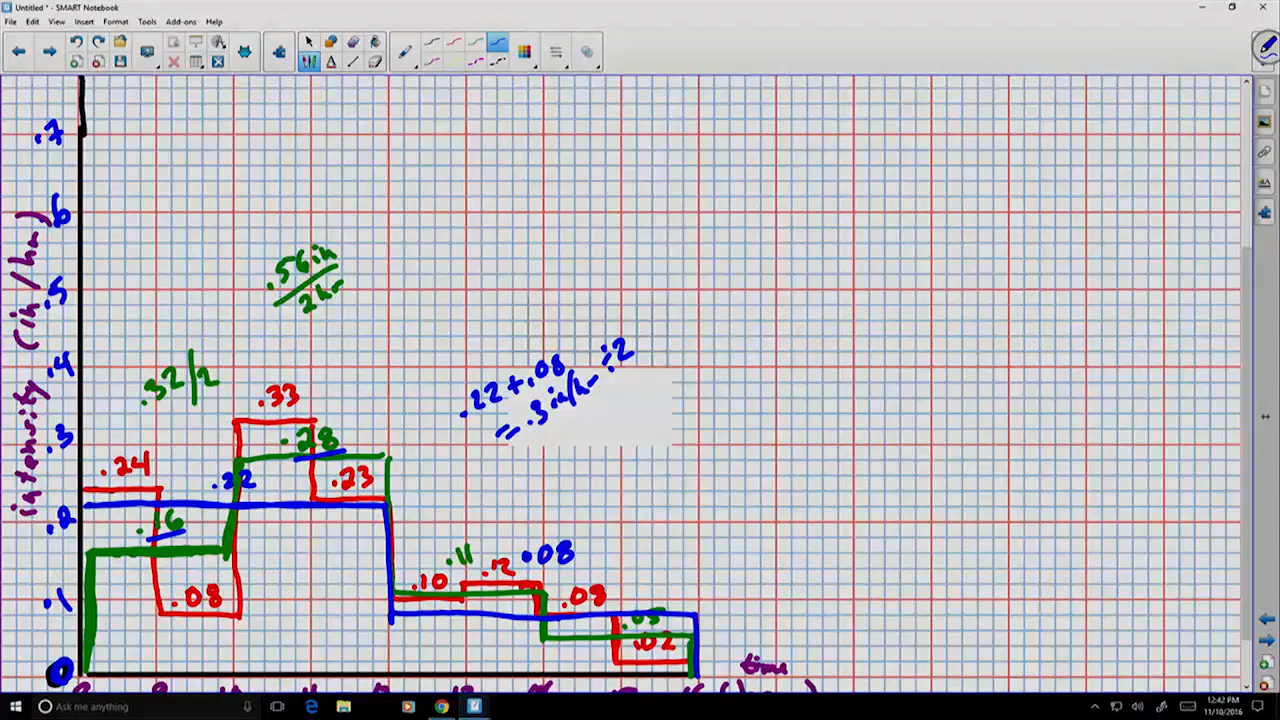 Untitled * - SMART Notebook
File Edit View Insert Format Tools Add-ons Help
.7
.6
.5
.4
.3
.2
.1
0
intensity (in/hr)
.56 in
2 hr
.32/2
.33
.22 + .08
= .3 in/hr ÷ 2
.28
.24
.22
.23
.16
.08
.11
.08
.10
.12
.08
.05
.02
time
Ask me anything
12:42 PM
11/10/2016